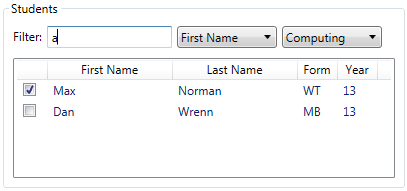 Students
Filter: a First Name Computing
First Name Last Name Form Year
Max Norman WT 13
Dan Wrenn MB 13